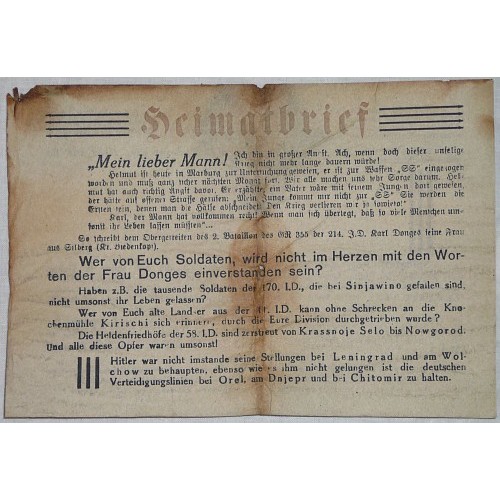 Heimatbrief
„Mein lieber Mann! Ich bin in großer Angst. Ach, wenn doch dieser unselige
Krieg nicht mehr lange dauern würde!
Helmut ist heute in Marburg zur Untersuchung gewesen, er ist zur Waffen „SS“ eingezogen
worden und muß ganz sicher nächsten Monat fort. Wir alle machen uns sehr Sorge darum. Hel-
mut hat auch richtig Angst davor. Er erzählte, ein Vater wäre mit seinem Jungen dort gewesen,
der hätte auf offener Strasse gerufen: „Mein Junge kommt mir nicht zur „SS“ Sie werden die
Ersten sein, denen man die Hälse abschneidet. Den Krieg verlieren wir ja sowieso!“
Karl, der Mann hat vollkommen recht! Wenn man sich überlegt, daß so viele Menschen um-
sonst ihr Leben lassen müßten“...
So schreibt dem Obergefreiten des 2. Bataillon des GR 355 der 214. J.D. Karl Donges seine Frau
aus Silberg (Kr. Biedenkopf).
Wer von Euch Soldaten, wird nicht im Herzen mit den Wor-
ten der Frau Donges einverstanden sein?
Haben z.B. die tausende Soldaten der 170. I.D., die bei Sinjawino gefallen sind,
nicht umsonst ihr Leben gelassen?
Wer von Euch alte Landser aus der I.D. kann ohne Schrecken an die Kno-
chenmühle Kirischi sich erinnern, durch die Eure Division durchgetrieben wurde?
Die Heldenfriedhöfe der 58. I.D. sind zerstreut von Krassnoje Selo bis Nowgorod.
Und alle diese Opfer waren umsonst!
Hitler war nicht imstande seine Stellungen bei Leningrad und am Wol-
chow zu behaupten, ebenso wie es ihm nicht gelungen ist die deutschen
Verteidigungslinien bei Orel, am Dnjepr und bei Chitomir zu halten.